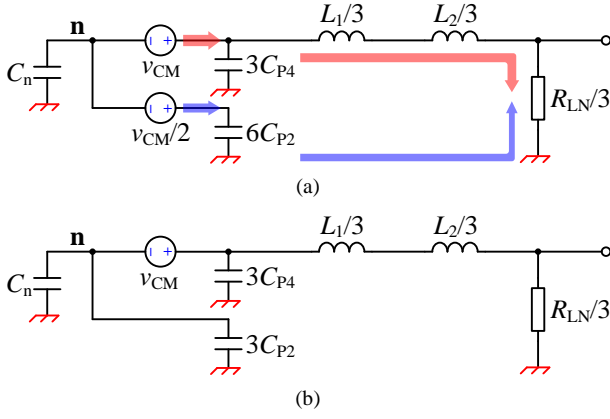 L1/3 L2/3
n
Cn
vCM
3CP4
− +
RLN/3
− +
vCM/2
6CP2
(a)
L1/3 L2/3
n
Cn
− +
vCM
3CP4
RLN/3
3CP2
(b)